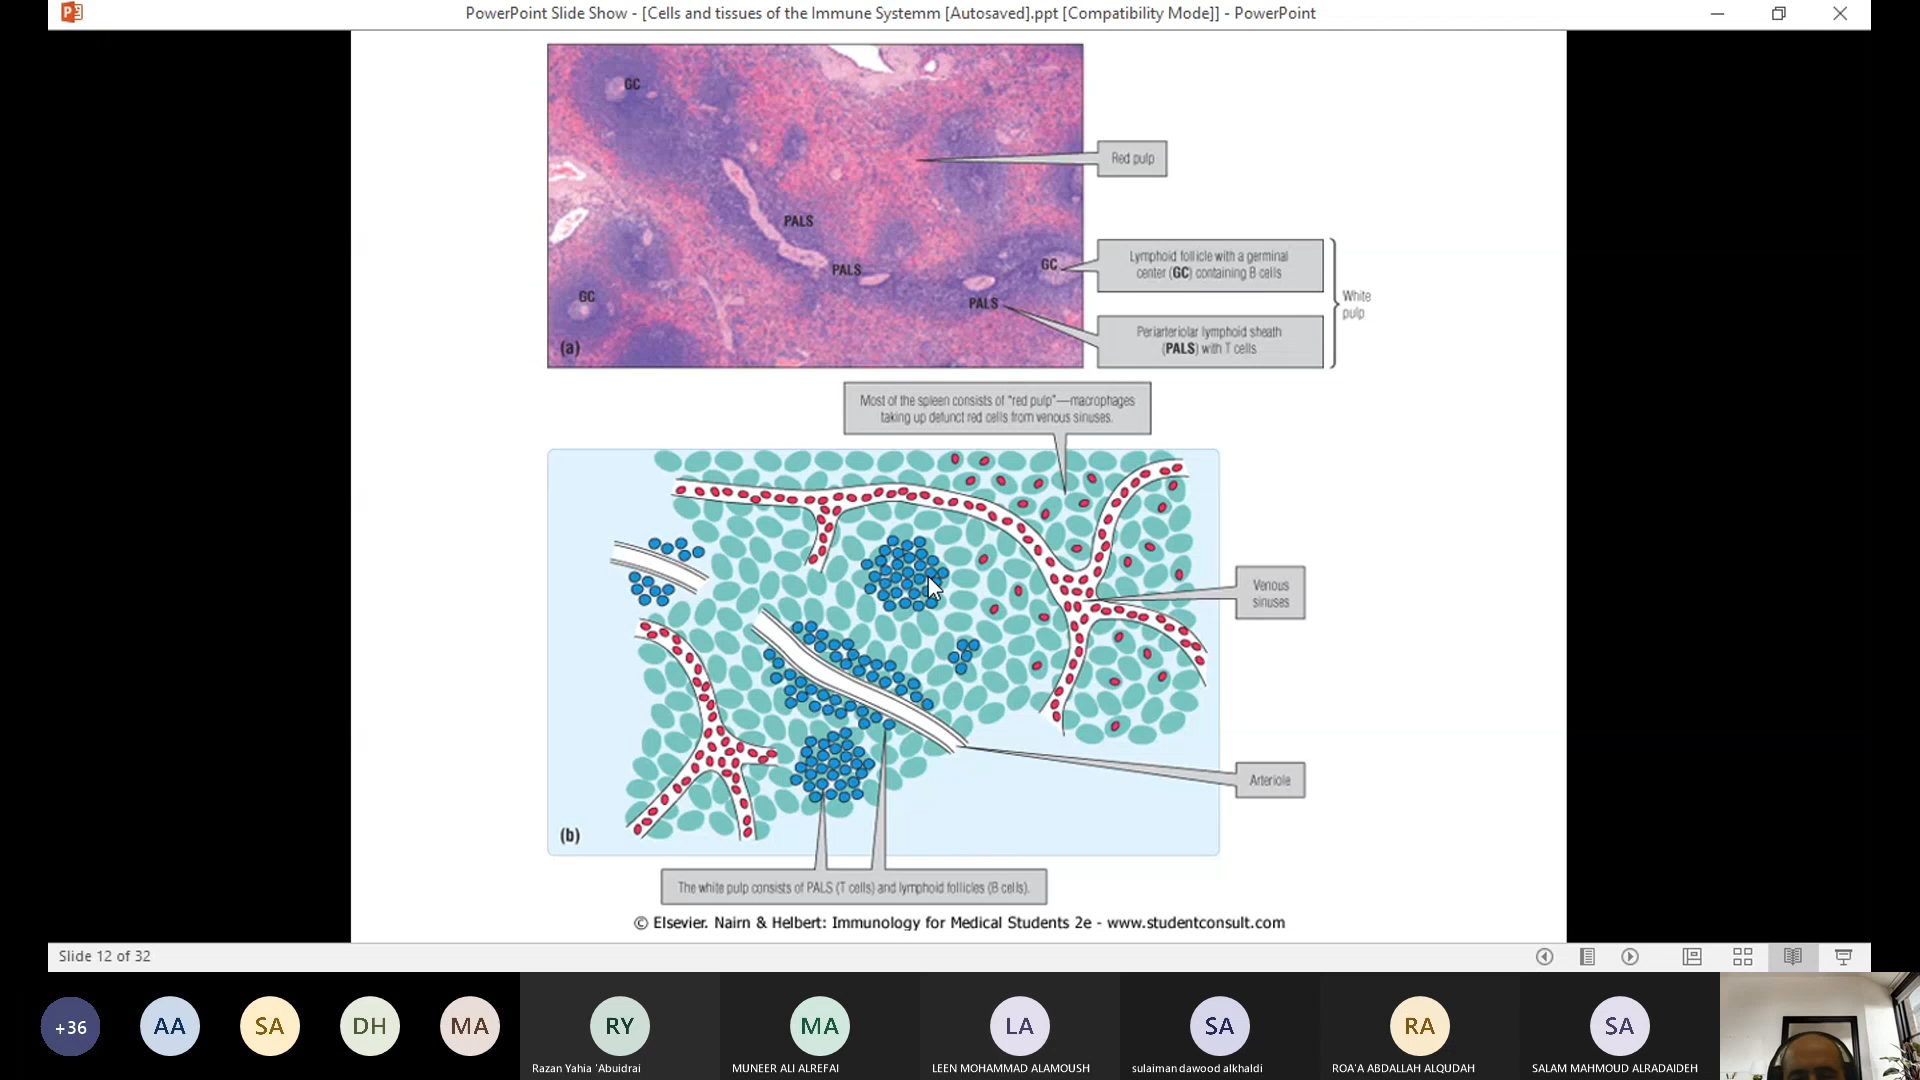 PowerPoint Slide Show - [Cells and tissues of the Immune Systemm [Autosaved].ppt [Compatibility Mode]] - PowerPoint
GC
Red pulp
PALS
PALS
GC
Lymphoid follicle with a germinal
center (GC) containing B cells
GC
PALS
White
pulp
Periarteriolar lymphoid sheath
(PALS) with T cells
(a)
Most of the spleen consists of "red pulp"—macrophages
taking up defunct red cells from venous sinuses.
Venous
sinuses
Arteriole
(b)
The white pulp consists of PALS (T cells) and lymphoid follicles (B cells).
© Elsevier. Nairn & Helbert: Immunology for Medical Students 2e - www.studentconsult.com
Slide 12 of 32
+36
AA
SA
DH
MA
RY
MA
LA
SA
RA
SA
Razan Yahia 'Abuidrai
MUNEER ALI ALREFAI
LEEN MOHAMMAD ALAMOUSH
sulaiman dawood alkhaldi
ROA'A ABDALLAH ALQUDAH
SALAM MAHMOUD ALRADAIDEH